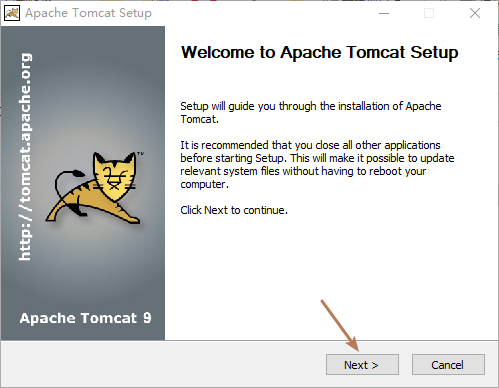 Apache Tomcat Setup
Welcome to Apache Tomcat Setup
Setup will guide you through the installation of Apache
Tomcat.
It is recommended that you close all other applications
before starting Setup. This will make it possible to update
relevant system files without having to reboot your
computer.
Click Next to continue.
http://tomcat.apache.org
TM
Apache Tomcat 9
Next >
Cancel